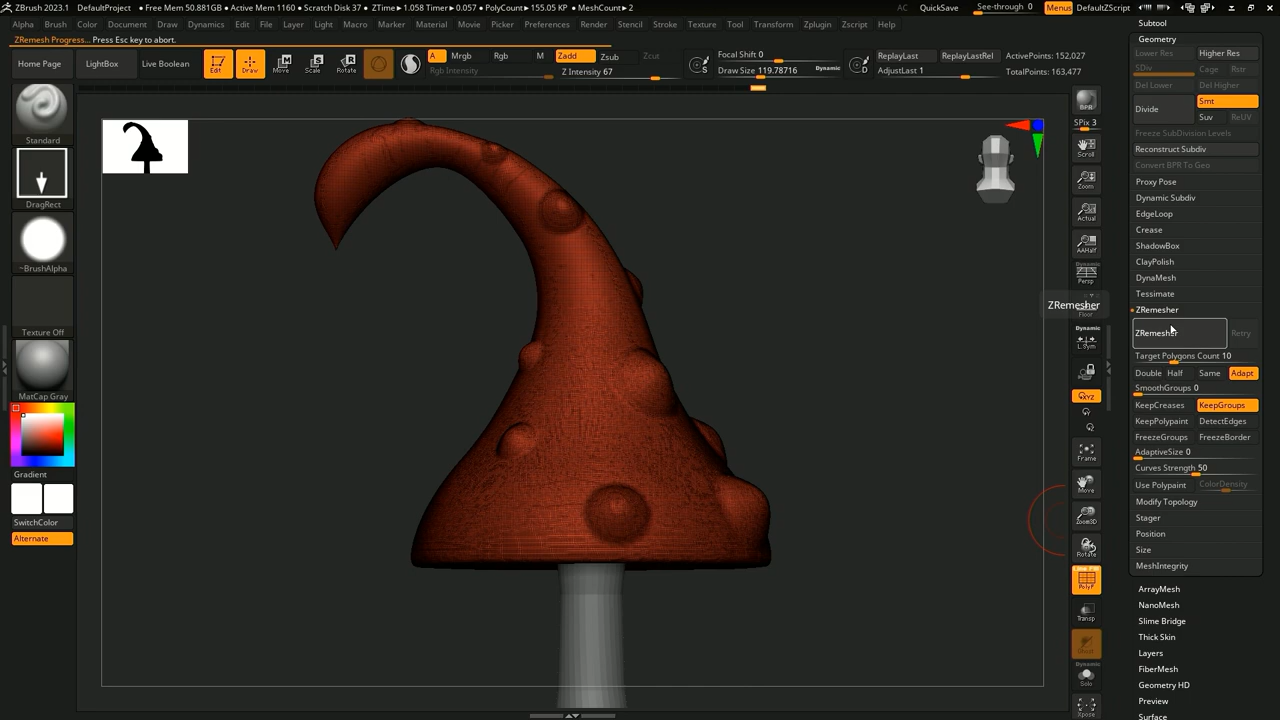 ZBrush 2023.1 DefaultProject • Free Mem 50.881GB • Active Mem 1160 • Scratch Disk 37 • ZTime▸1.058 Timer▸0.057 • PolyCount▸155.05 KP • MeshCount▸2 AC QuickSave See-through 0 Menus DefaultZScript
Alpha Brush Color Document Draw Dynamics Edit File Layer Light Macro Marker Material Movie Picker Preferences Render Stencil Stroke Texture Tool Transform Zplugin Zscript Help
ZRemesh Progress... Press Esc key to abort.
Home Page LightBox Live Boolean Edit Draw Move Scale Rotate
A Mrgb Rgb M Zadd Zsub Zcut
Rgb Intensity Z Intensity 67
Focal Shift 0
Draw Size 119.78716 Dynamic
S D
ReplayLast ReplayLastRel ActivePoints: 152,027
AdjustLast 1 TotalPoints: 163,477
Standard
DragRect
~BrushAlpha
Texture Off
MatCap Gray
Gradient
SwitchColor
Alternate
BPR
SPix 3
Scroll
Zoom
Actual
AAHalf
Dynamic
Persp
Floor
ZRemesher
Dynamic
L.Sym
XYZ
Frame
Move
Zoom3D
Rotate
Line Fill
PolyF
Transp
Ghost
Dynamic
Solo
Xpose
Subtool
Geometry
Lower Res Higher Res
SDiv Cage Rstr
Del Lower Del Higher
Divide Smt
Suv ReUV
Freeze SubDivision Levels
Reconstruct Subdiv
Convert BPR To Geo
Proxy Pose
Dynamic Subdiv
EdgeLoop
Crease
ShadowBox
ClayPolish
DynaMesh
Tessimate
ZRemesher
ZRemesher Retry
Target Polygons Count 10
Double Half Same Adapt
SmoothGroups 0
KeepCreases KeepGroups
KeepPolypaint DetectEdges
FreezeGroups FreezeBorder
AdaptiveSize 0
Curves Strength 50
Use Polypaint ColorDensity
Modify Topology
Stager
Position
Size
MeshIntegrity
ArrayMesh
NanoMesh
Slime Bridge
Thick Skin
Layers
FiberMesh
Geometry HD
Preview
Surface